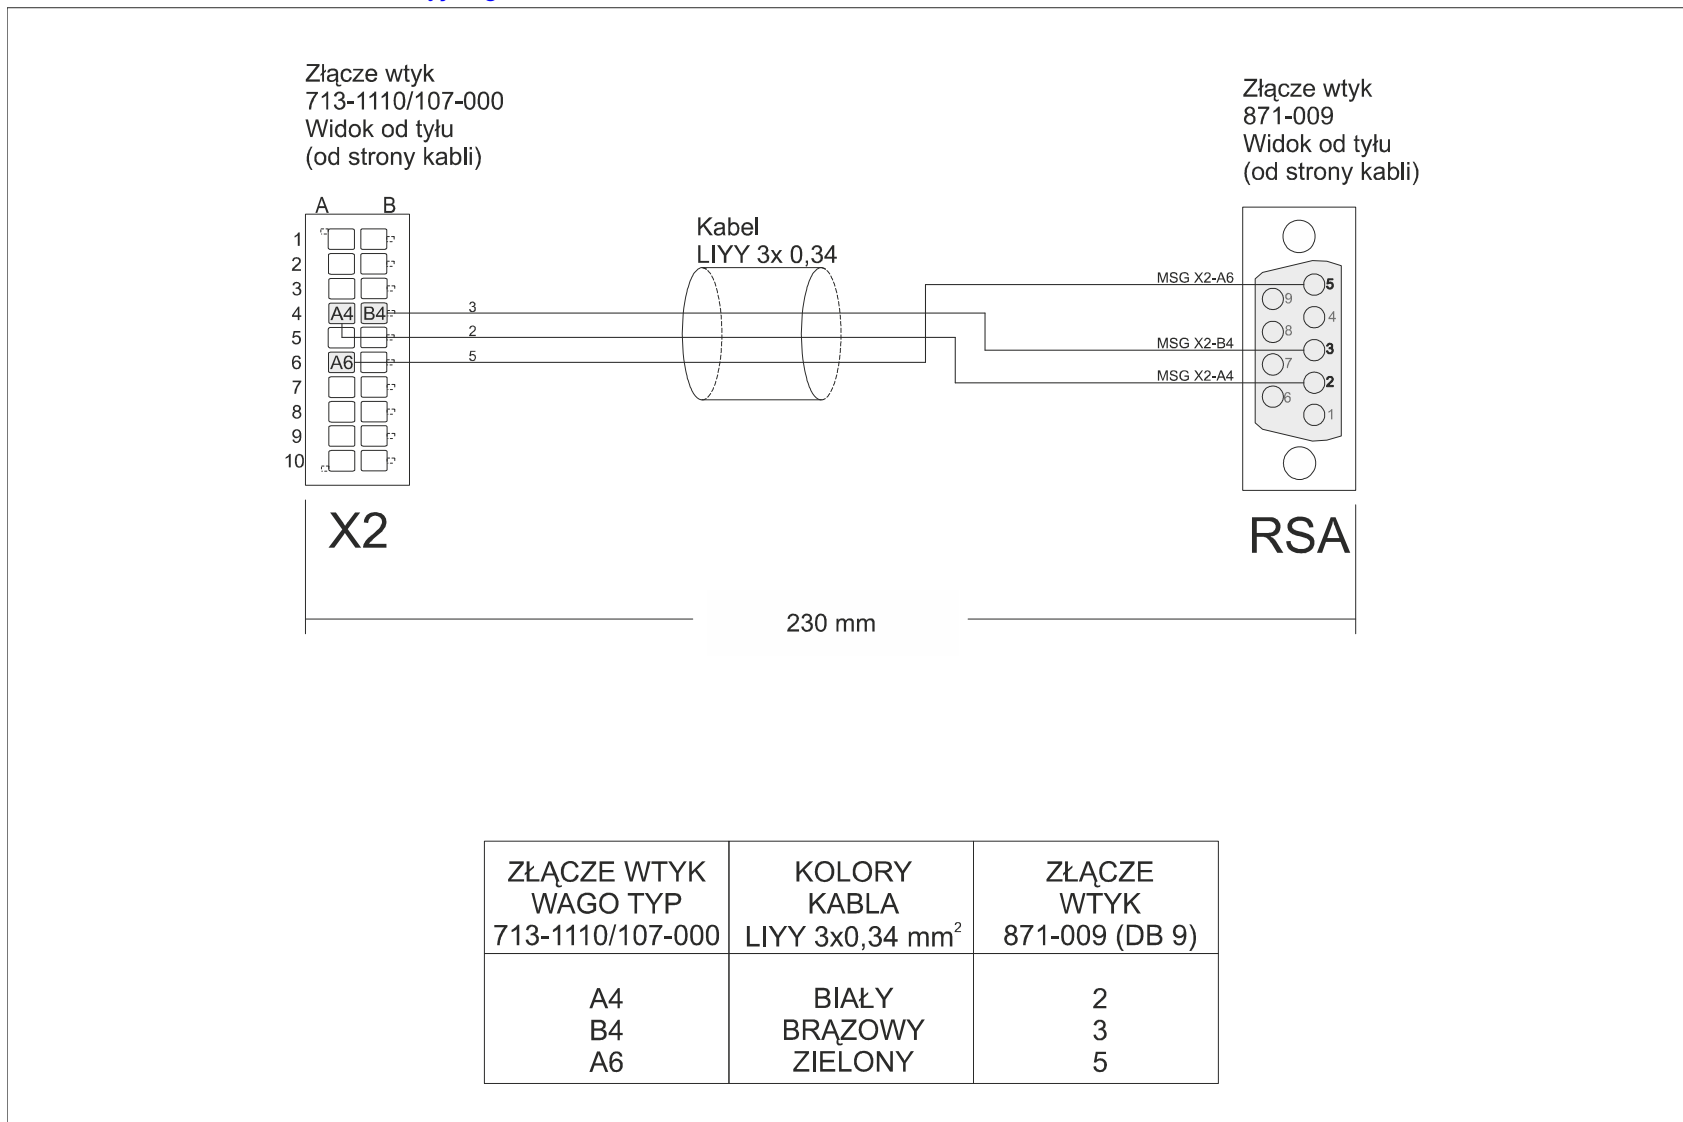 Złącze wtyk
713-1110/107-000
Widok od tyłu
(od strony kabli)
Złącze wtyk
871-009
Widok od tyłu
(od strony kabli)
A B
Kabel
LIYY 3x 0,34
1
2
3
4 A4 B4
5
6 A6
7
8
9
10
3
2
5
MSG X2-A6
MSG X2-B4
MSG X2-A4
5
9
4
8
3
7
2
6
1
X2
RSA
230 mm
ZŁĄCZE WTYK
WAGO TYP
713-1110/107-000
KOLORY
KABLA
LIYY 3x0,34 mm²
ZŁĄCZE
WTYK
871-009 (DB 9)
A4 BIAŁY 2
B4 BRĄZOWY 3
A6 ZIELONY 5